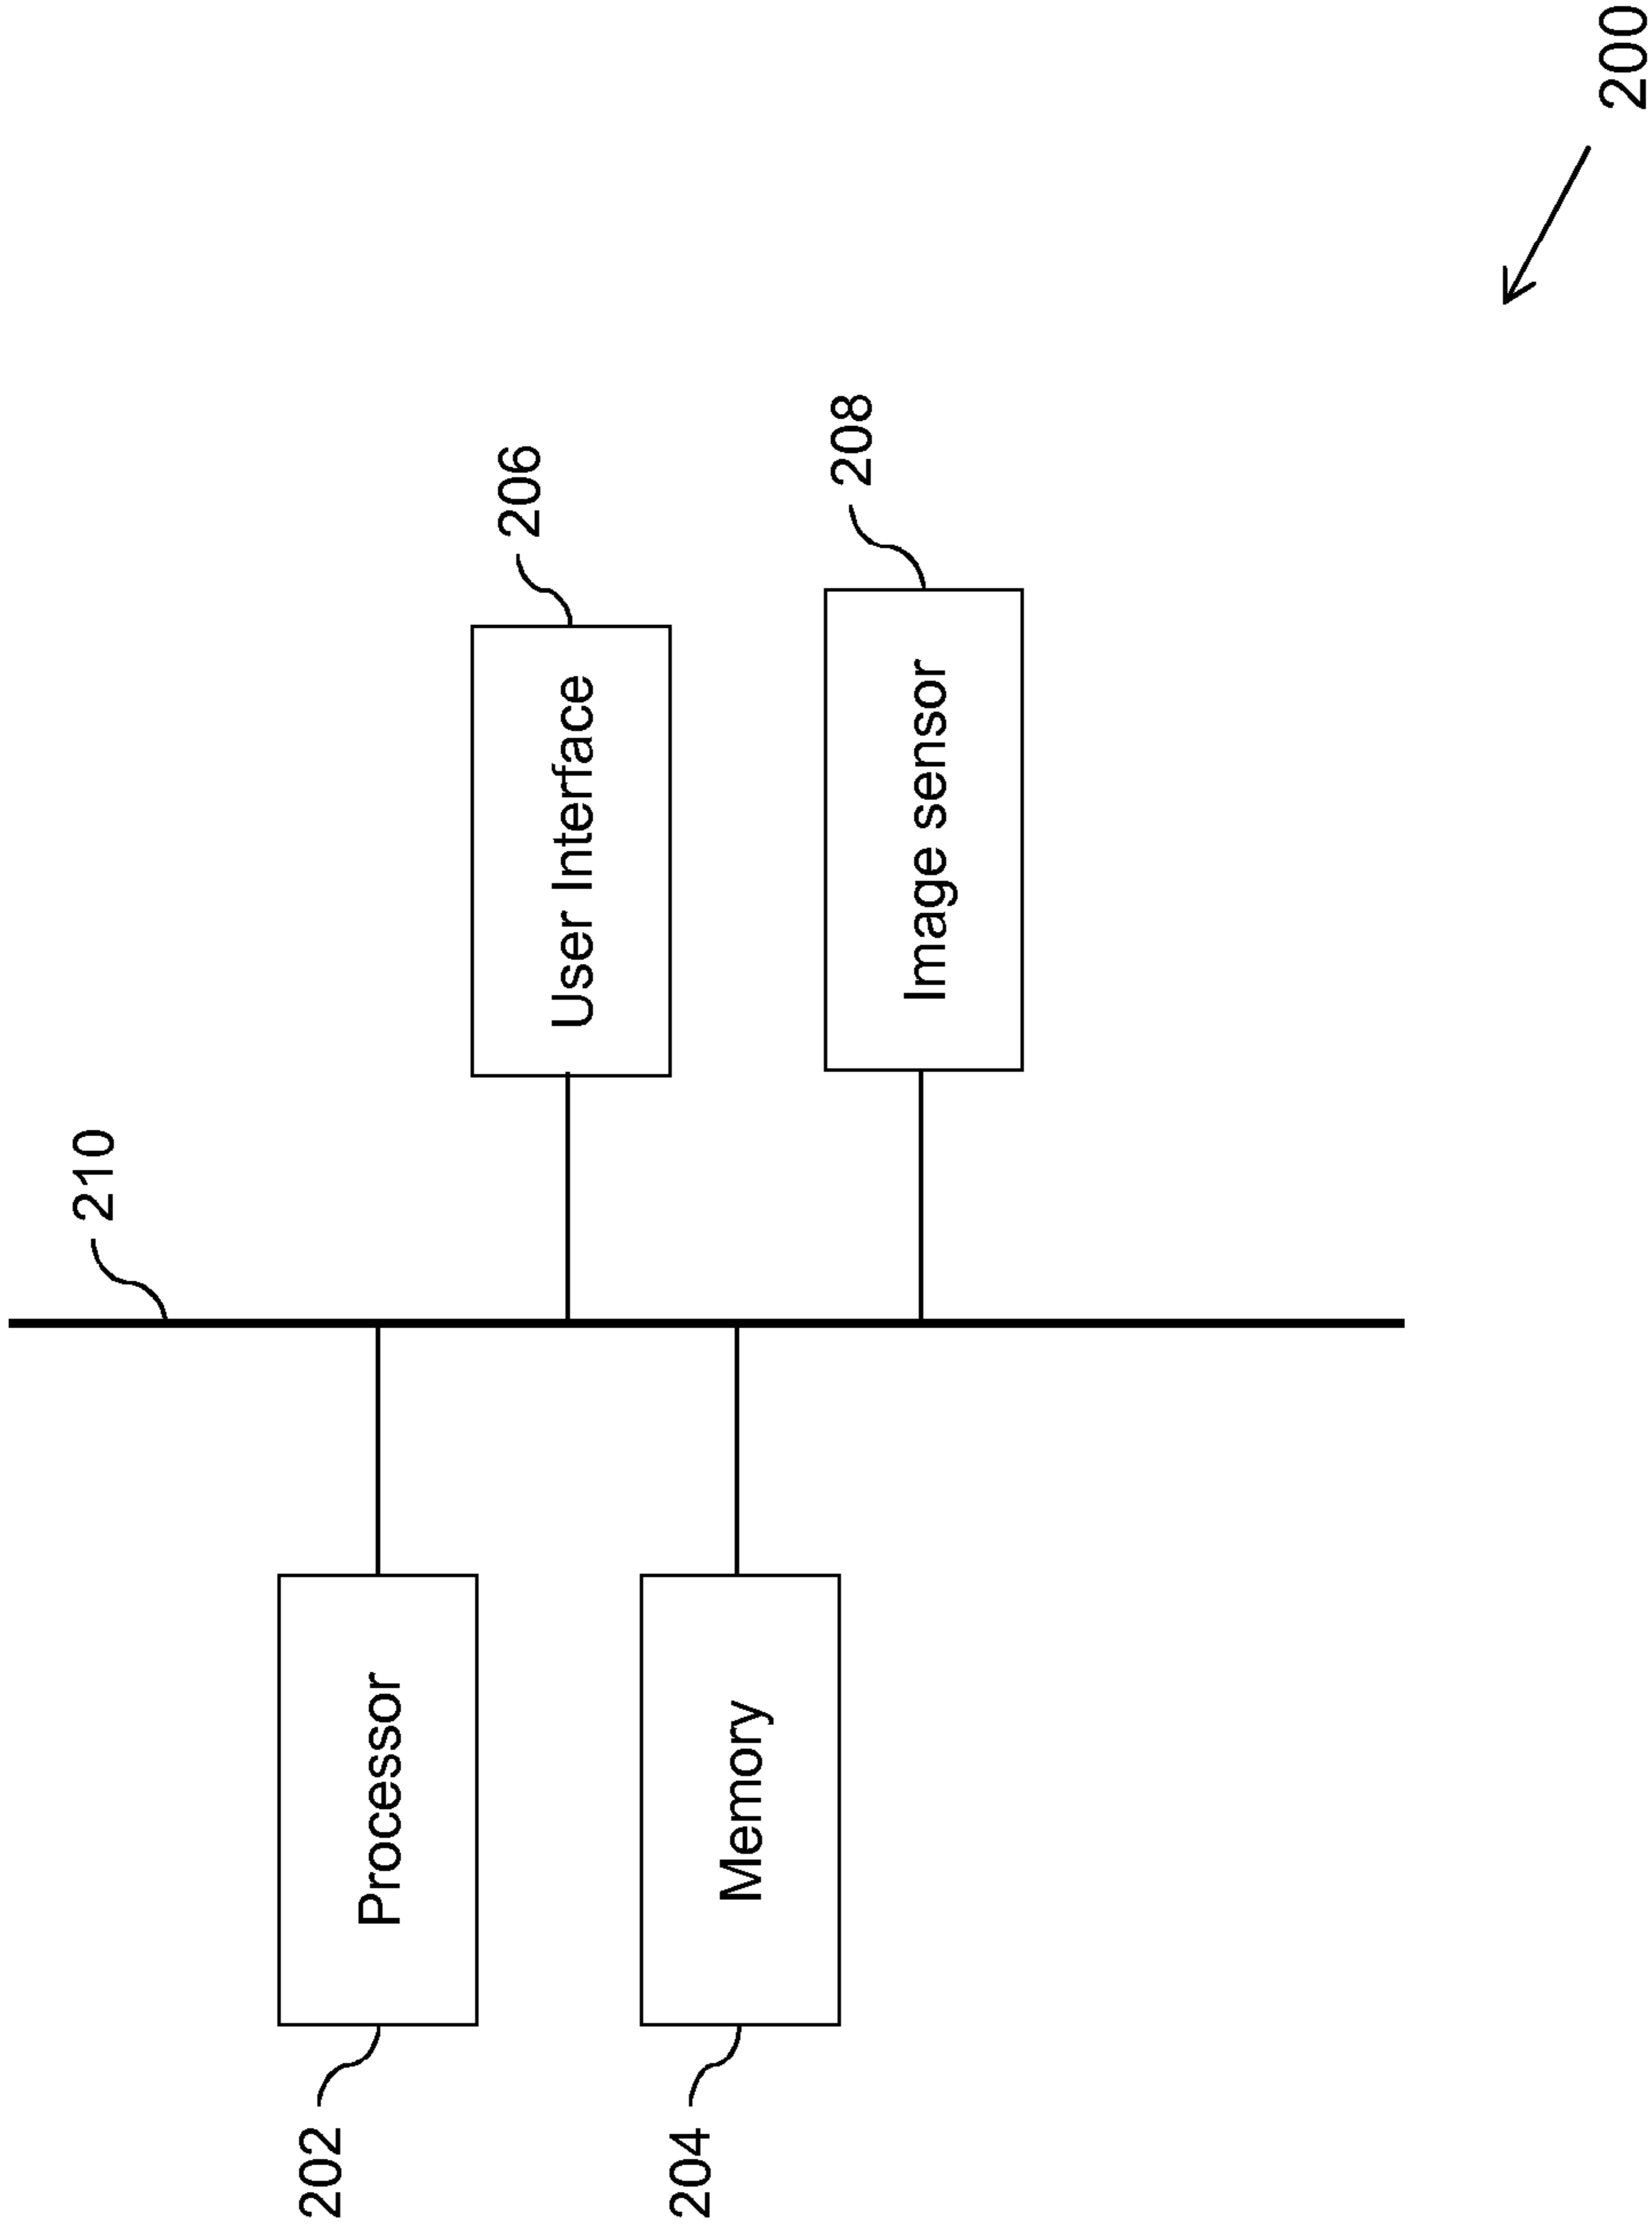 210
202
Processor
User Interface
206
204
Memory
Image sensor
208
200